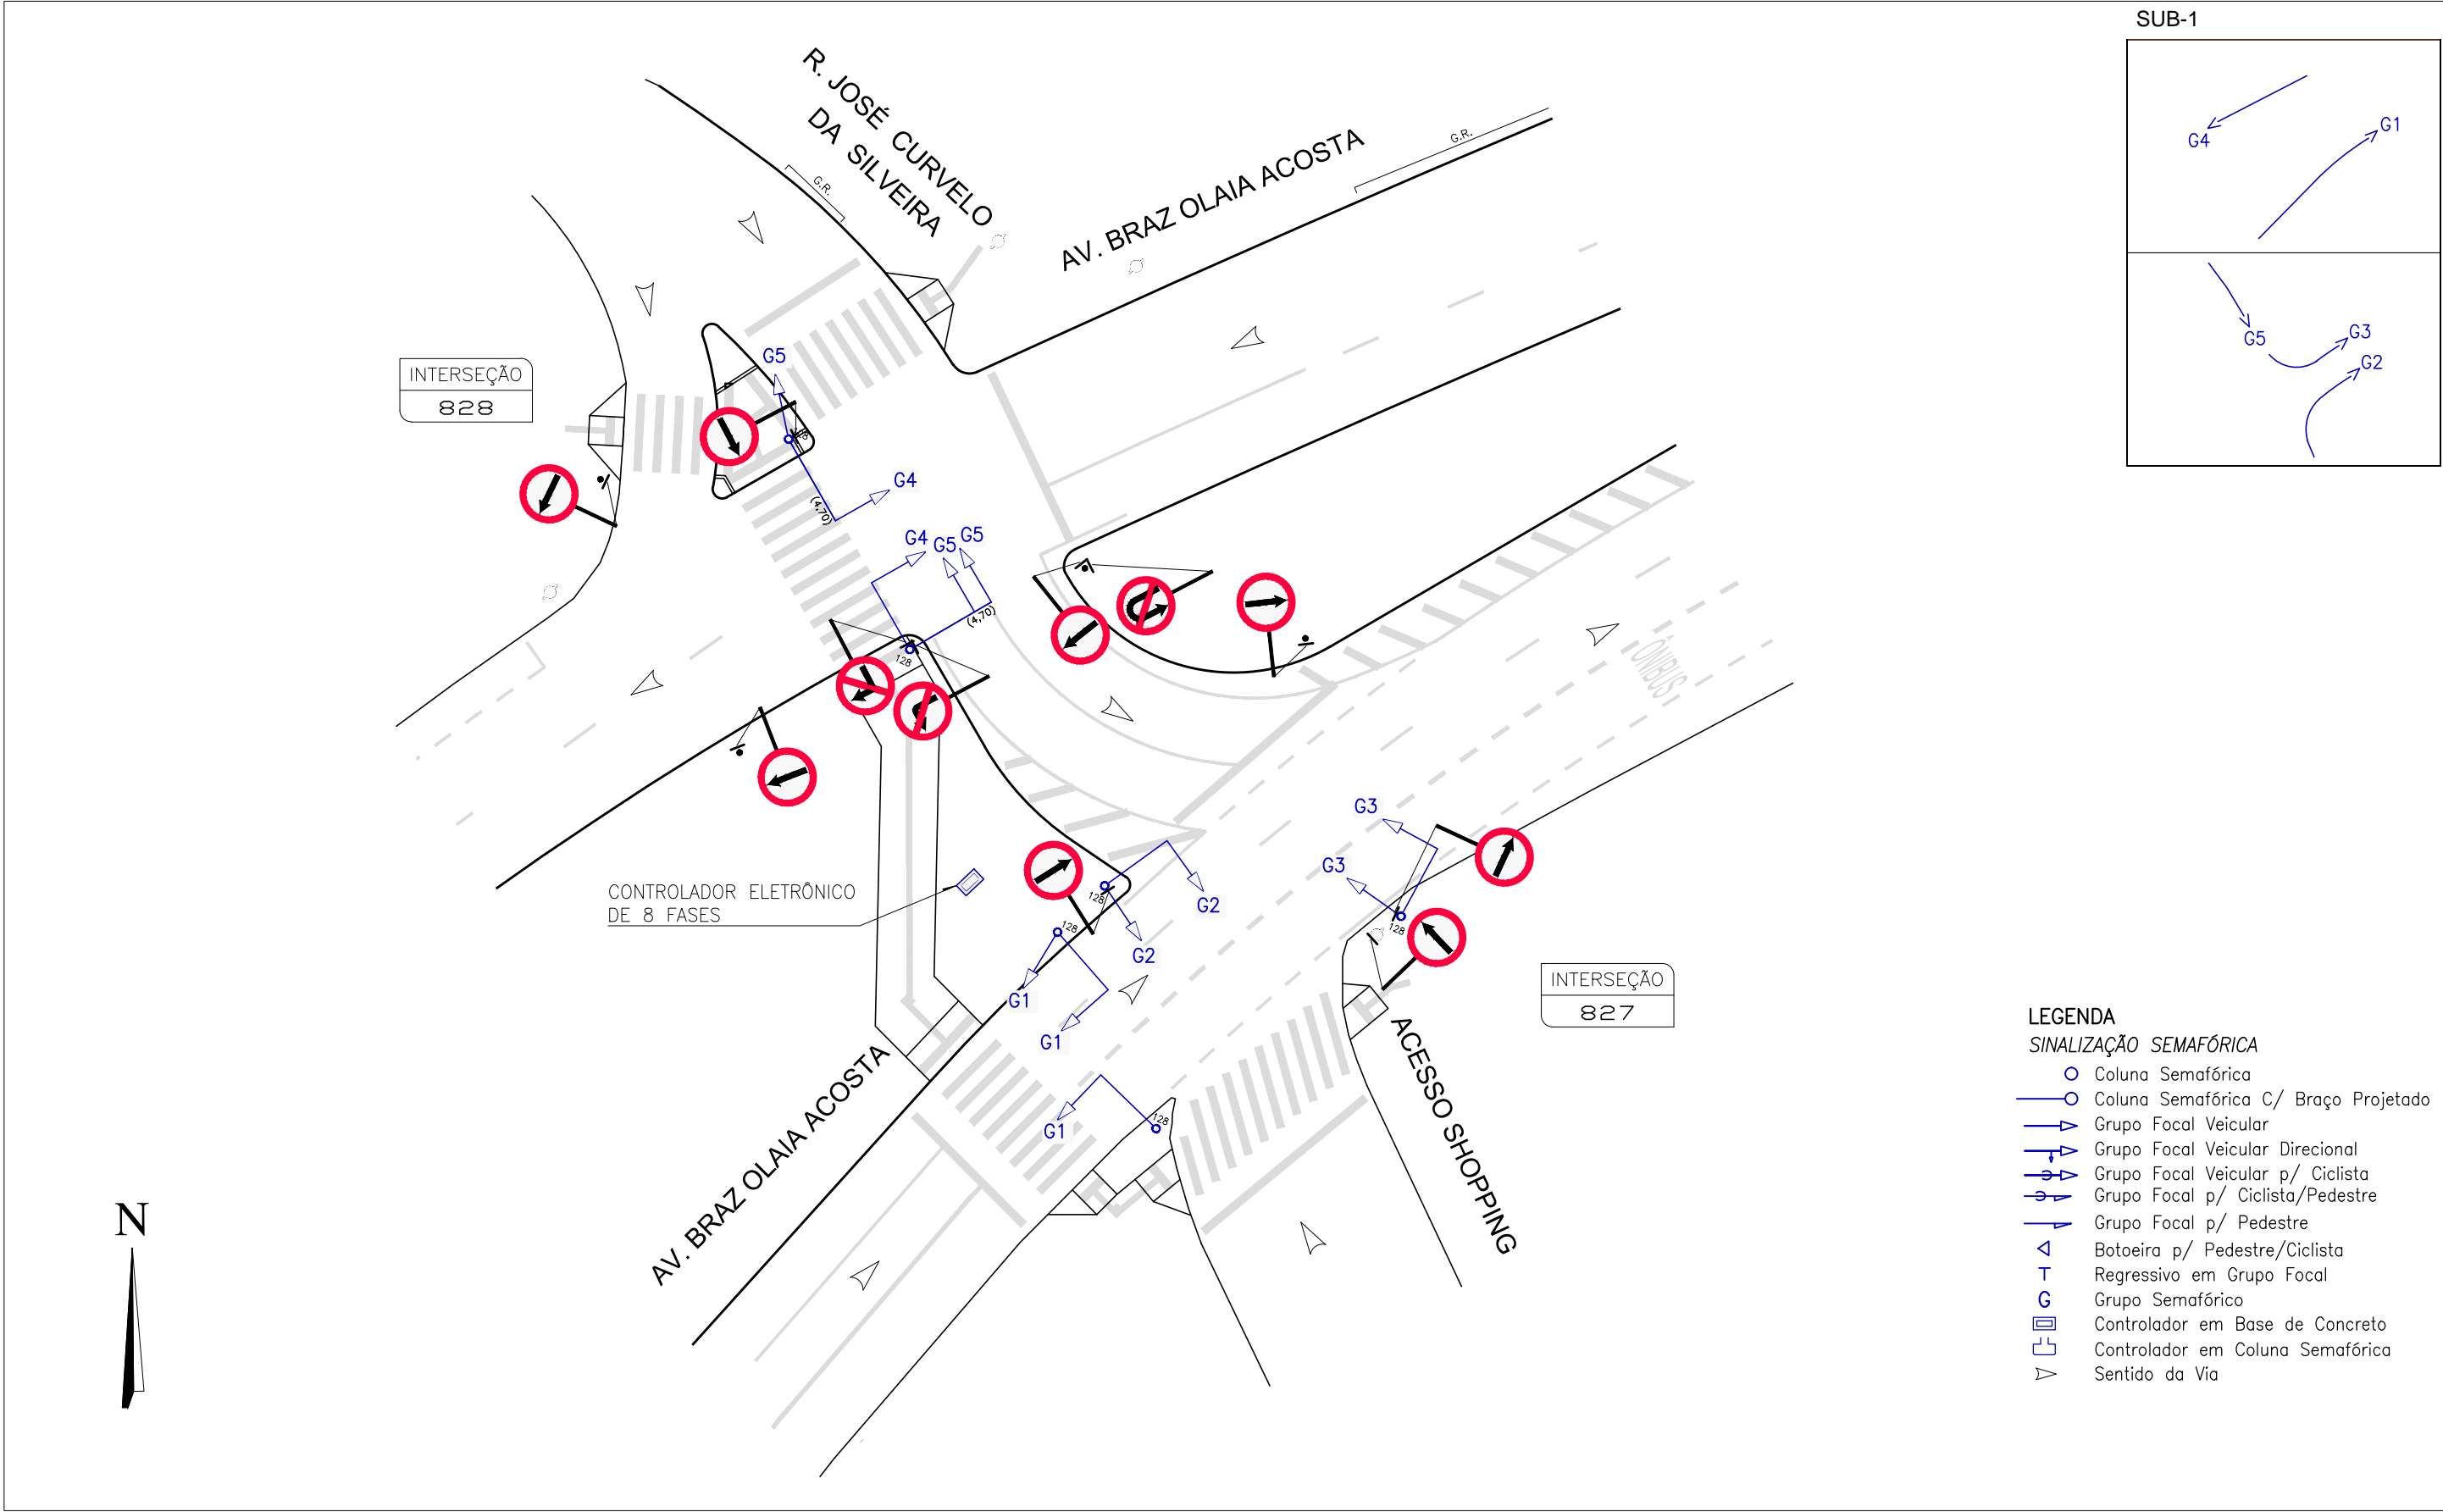 SUB-1
G4
G1
G5
G3
G2
R. JOSÉ CURVELO
DA SILVEIRA
G.R.
AV. BRAZ OLAIA ACOSTA
G.R.
INTERSEÇÃO
828
G5
G4
(4,70)
G4
G5
G5
(4,70)
128
ÔNIBUS
CONTROLADOR ELETRÔNICO
DE 8 FASES
128
G2
G2
128
G1
G1
128
G1
G3
G3
128
INTERSEÇÃO
827
AV. BRAZ OLAIA ACOSTA
ACESSO SHOPPING
N
LEGENDA
SINALIZAÇÃO SEMAFÓRICA
Coluna Semafórica
Coluna Semafórica C/ Braço Projetado
Grupo Focal Veicular
Grupo Focal Veicular Direcional
Grupo Focal Veicular p/ Ciclista
Grupo Focal p/ Ciclista/Pedestre
Grupo Focal p/ Pedestre
Botoeira p/ Pedestre/Ciclista
T Regressivo em Grupo Focal
G Grupo Semafórico
Controlador em Base de Concreto
Controlador em Coluna Semafórica
Sentido da Via